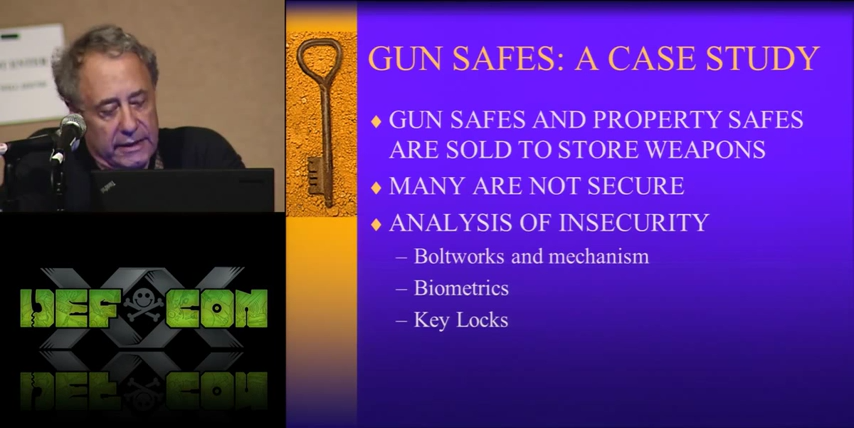 GUN SAFES: A CASE STUDY
GUN SAFES AND PROPERTY SAFES
ARE SOLD TO STORE WEAPONS
MANY ARE NOT SECURE
ANALYSIS OF INSECURITY
– Boltworks and mechanism
– Biometrics
– Key Locks
DEF CON
XX